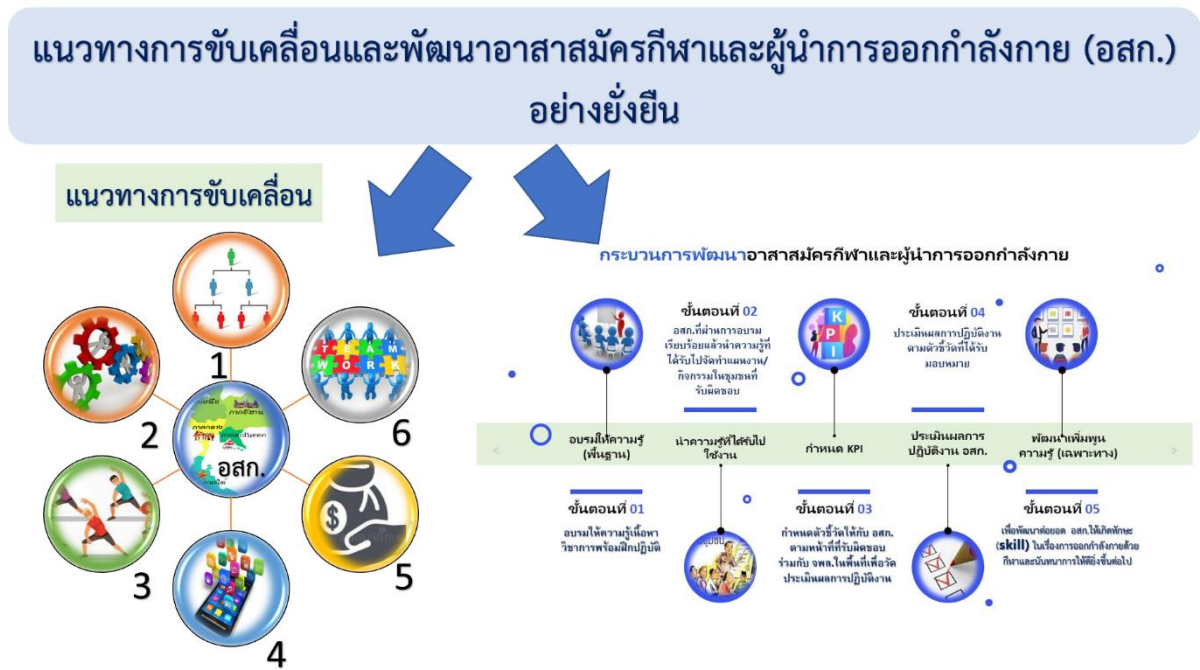 แนวทางการขับเคลื่อนและพัฒนาอาสาสมัครกีฬาและผู้นำการออกกำลังกาย (อสก.)
อย่างยั่งยืน
แนวทางการขับเคลื่อน
1
2
3
4
5
6
อสก.
TEAM
WORK
$
กระบวนการพัฒนาอาสาสมัครกีฬาและผู้นำการออกกำลังกาย
ขั้นตอนที่ 02
อสก.ที่ผ่านการอบรม
เรียบร้อยแล้วนำความรู้ที่
ได้รับไปจัดทำแผนงาน/
กิจกรรมในชุมชนที่
รับผิดชอบ
KPI
ขั้นตอนที่ 04
ประเมินผลการปฏิบัติงาน
ตามตัวชี้วัดที่ได้รับ
มอบหมาย
อบรมให้ความรู้
(พื้นฐาน)
นำความรู้ที่ได้รับไป
ใช้งาน
กำหนด KPI
ประเมินผลการ
ปฏิบัติงาน อสก.
พัฒนาเพิ่มพูน
ความรู้ (เฉพาะทาง)
ขั้นตอนที่ 01
อบรมให้ความรู้เนื้อหา
วิชาการพร้อมฝึกปฏิบัติ
ขั้นตอนที่ 03
กำหนดตัวชี้วัดให้กับ อสก.
ตามหน้าที่ที่รับผิดชอบ
ร่วมกับ จพล.ในพื้นที่เพื่อวัด
ประเมินผลการปฏิบัติงาน
ขั้นตอนที่ 05
เพื่อพัฒนาต่อยอด อสก.ให้เกิดทักษะ
(skill) ในเรื่องการออกกำลังกายด้วย
กีฬาและนันทนาการให้ดียิ่งขึ้นต่อไป